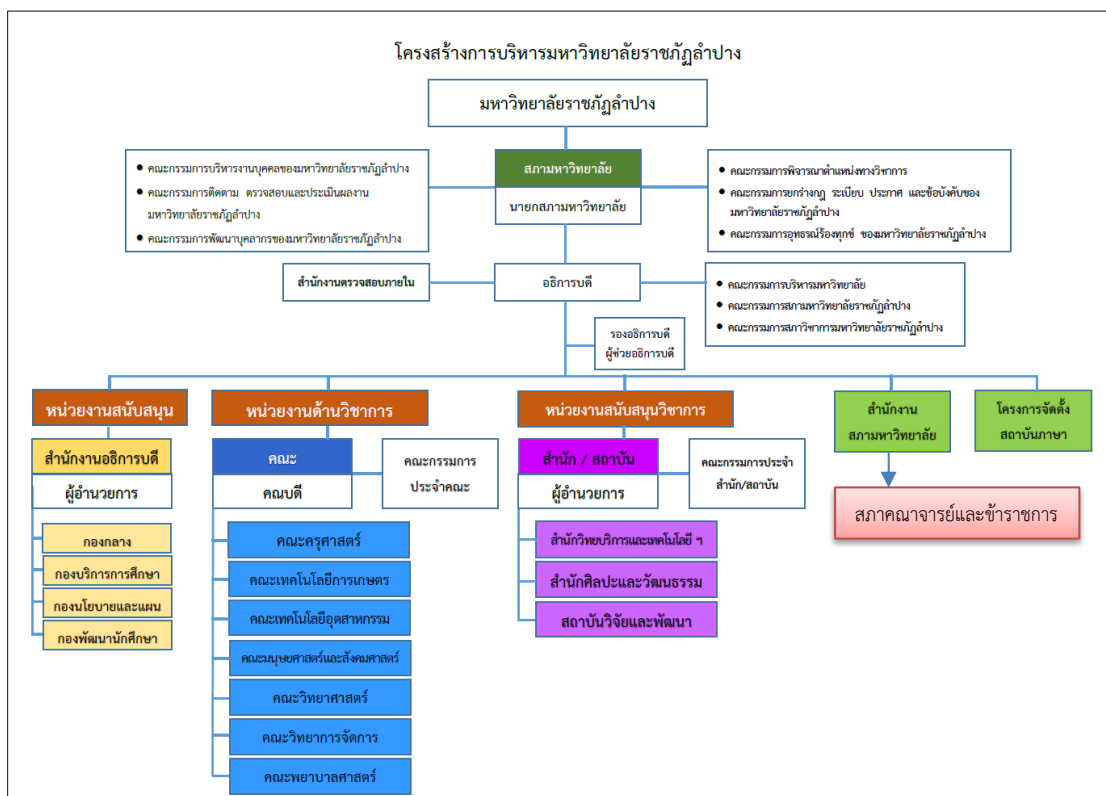 โครงสร้างการบริหารมหาวิทยาลัยราชภัฏลำปาง
มหาวิทยาลัยราชภัฏลำปาง
● คณะกรรมการบริหารงานบุคคลของมหาวิทยาลัยราชภัฏลำปาง
● คณะกรรมการติดตาม ตรวจสอบและประเมินผลงาน
มหาวิทยาลัยราชภัฏลำปาง
● คณะกรรมการพัฒนาบุคลากรของมหาวิทยาลัยราชภัฏลำปาง
สภามหาวิทยาลัย
นายกสภามหาวิทยาลัย
● คณะกรรมการพิจารณาตำแหน่งทางวิชาการ
● คณะกรรมการยกร่างกฎ ระเบียบ ประกาศ และข้อบังคับของ
มหาวิทยาลัยราชภัฏลำปาง
● คณะกรรมการอุทธรณ์ร้องทุกข์ ของมหาวิทยาลัยราชภัฏลำปาง
สำนักงานตรวจสอบภายใน
อธิการบดี
● คณะกรรมการบริหารมหาวิทยาลัย
● คณะกรรมการสภามหาวิทยาลัยราชภัฏลำปาง
● คณะกรรมการสภาวิชาการมหาวิทยาลัยราชภัฏลำปาง
รองอธิการบดี
ผู้ช่วยอธิการบดี
หน่วยงานสนับสนุน
สำนักงานอธิการบดี
ผู้อำนวยการ
กองกลาง
กองบริการการศึกษา
กองนโยบายและแผน
กองพัฒนานักศึกษา
หน่วยงานด้านวิชาการ
คณะ
คณบดี
คณะกรรมการ
ประจำคณะ
คณะครุศาสตร์
คณะเทคโนโลยีการเกษตร
คณะเทคโนโลยีอุตสาหกรรม
คณะมนุษยศาสตร์และสังคมศาสตร์
คณะวิทยาศาสตร์
คณะวิทยาการจัดการ
คณะพยาบาลศาสตร์
หน่วยงานสนับสนุนวิชาการ
สำนัก / สถาบัน
ผู้อำนวยการ
คณะกรรมการประจำ
สำนัก/สถาบัน
สำนักวิทยบริการและเทคโนโลยี ฯ
สำนักศิลปะและวัฒนธรรม
สถาบันวิจัยและพัฒนา
สำนักงาน
สภามหาวิทยาลัย
สภาคณาจารย์และข้าราชการ
โครงการจัดตั้ง
สถาบันภาษา